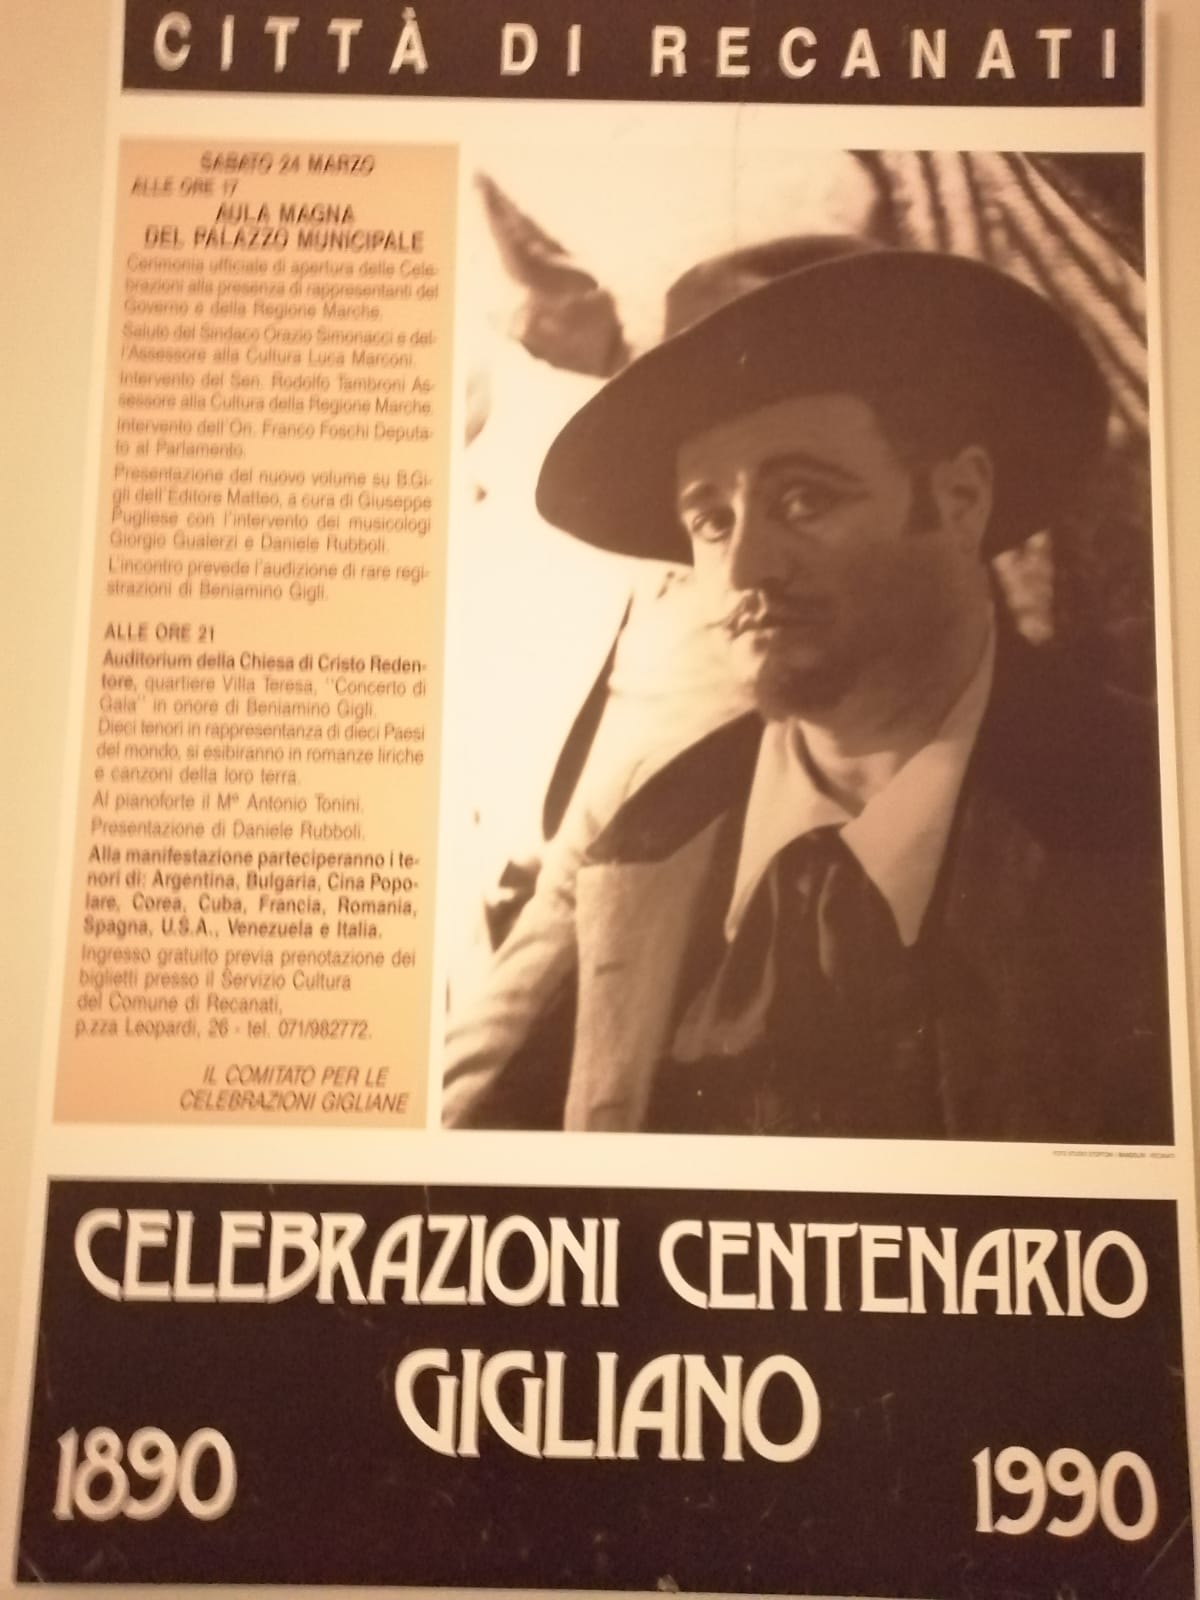 CITTÀ DI RECANATI
SABATO 24 MARZO
ALLE ORE 17
AULA MAGNA
DEL PALAZZO MUNICIPALE
Cerimonia ufficiale di apertura delle Cele-
brazioni alla presenza di rappresentanti del
Governo e della Regione Marche.
Saluto del Sindaco Orazio Simonacci e del-
l'Assessore alla Cultura Luca Marconi.
Intervento del Sen. Rodolfo Tambroni As-
sessore alla Cultura della Regione Marche.
Intervento dell'On. Franco Foschi Deputa-
to al Parlamento.
Presentazione del nuovo volume su B.Gi-
gli dell'Editore Matteo, a cura di Giuseppe
Pugliese con l'intervento dei musicologi
Giorgio Gualerzi e Daniele Rubboli.
L'incontro prevede l'audizione di rare regi-
strazioni di Beniamino Gigli.
ALLE ORE 21
Auditorium della Chiesa di Cristo Reden-
tore, quartiere Villa Teresa, "Concerto di
Gala" in onore di Beniamino Gigli.
Dieci tenori in rappresentanza di dieci Paesi
del mondo, si esibiranno in romanze liriche
e canzoni della loro terra.
Al pianoforte il M° Antonio Tonini.
Presentazione di Daniele Rubboli.
Alla manifestazione parteciperanno i te-
nori di: Argentina, Bulgaria, Cina Popo-
lare, Corea, Cuba, Francia, Romania,
Spagna, U.S.A., Venezuela e Italia.
Ingresso gratuito previa prenotazione dei
biglietti presso il Servizio Cultura
del Comune di Recanati,
p.zza Leopardi, 26 - tel. 071/982772.
IL COMITATO PER LE
CELEBRAZIONI GIGLIANE
CELEBRAZIONI CENTENARIO
GIGLIANO
1890
1990